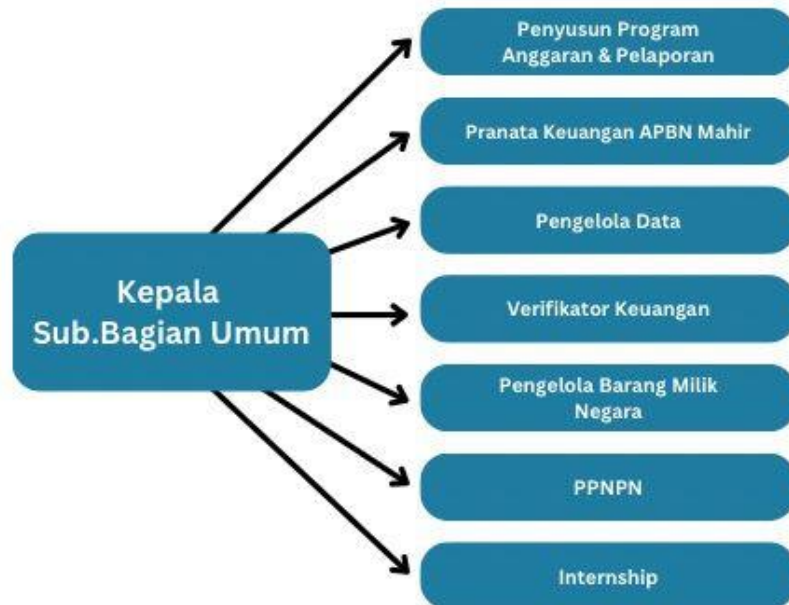 Penyusun Program
Anggaran & Pelaporan
Pranata Keuangan APBN Mahir
Pengelola Data
Kepala
Sub.Bagian Umum
Verifikator Keuangan
Pengelola Barang Milik
Negara
PPNPN
Internship